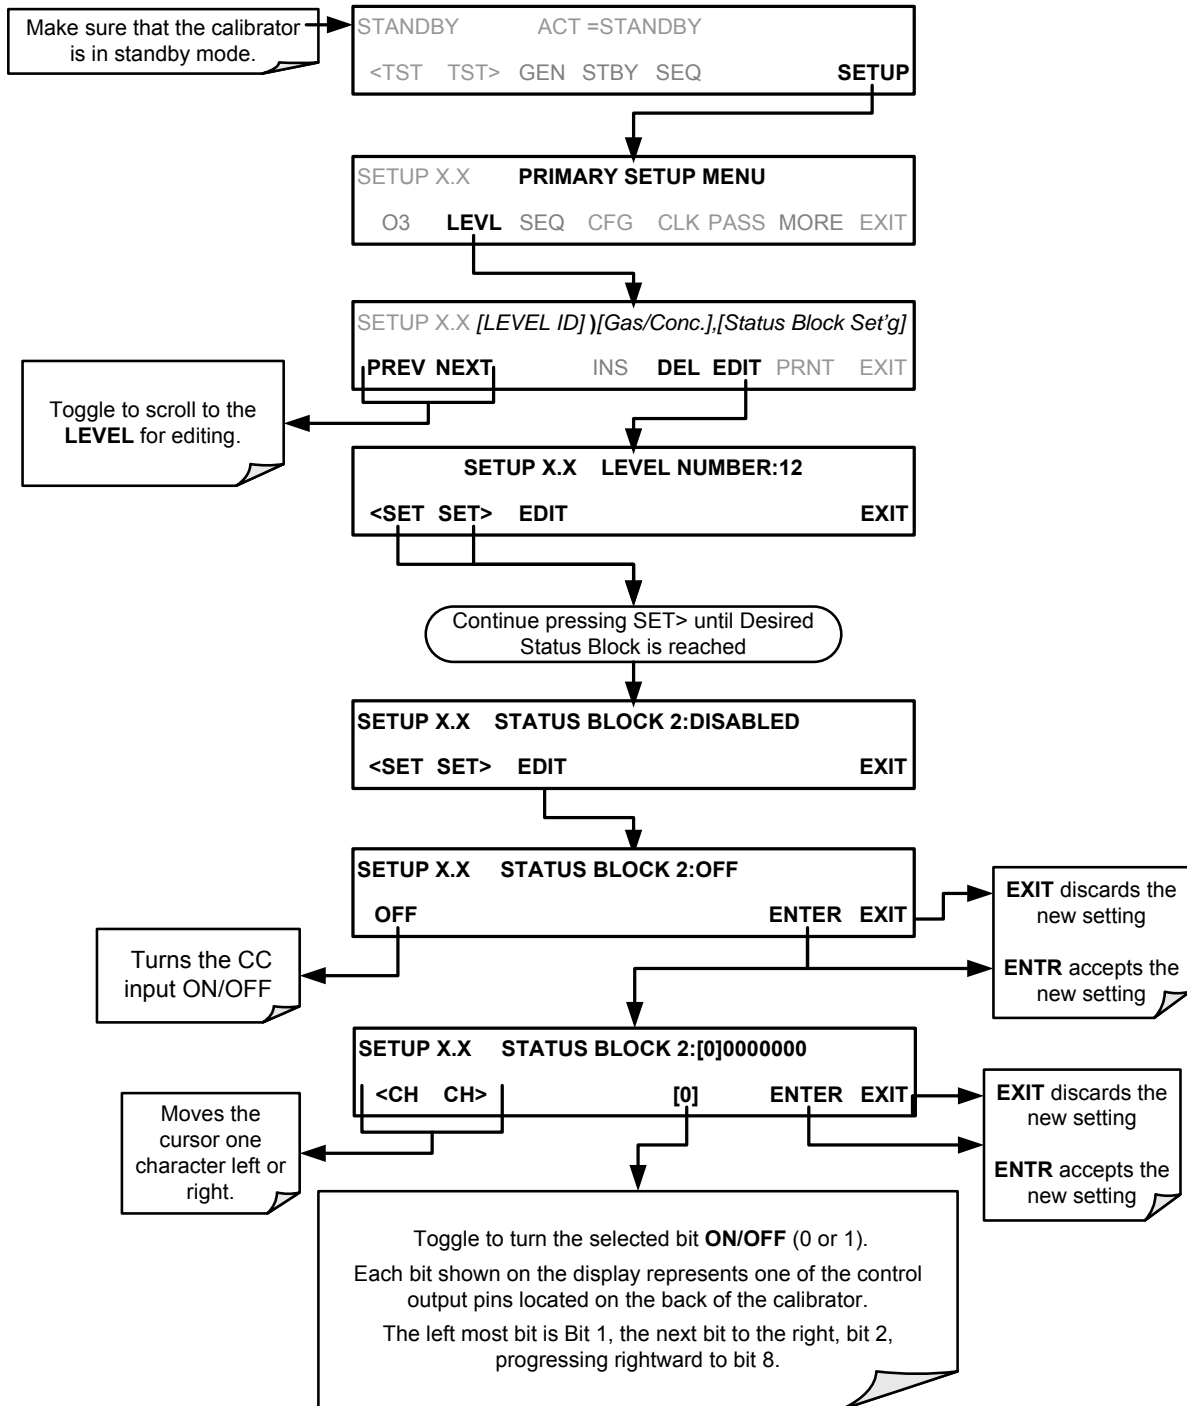 Make sure that the calibrator
is in standby mode.
STANDBY ACT =STANDBY
<TST TST> GEN STBY SEQ SETUP
SETUP X.X PRIMARY SETUP MENU
O3 LEVL SEQ CFG CLK PASS MORE EXIT
SETUP X.X [LEVEL ID] )[Gas/Conc.],[Status Block Set'g]
PREV NEXT INS DEL EDIT PRNT EXIT
Toggle to scroll to the
LEVEL for editing.
SETUP X.X LEVEL NUMBER:12
<SET SET> EDIT EXIT
Continue pressing SET> until Desired
Status Block is reached
SETUP X.X STATUS BLOCK 2:DISABLED
<SET SET> EDIT EXIT
SETUP X.X STATUS BLOCK 2:OFF
OFF ENTER EXIT
EXIT discards the
new setting
ENTR accepts the
new setting
Turns the CC
input ON/OFF
SETUP X.X STATUS BLOCK 2:[0]0000000
<CH CH> [0] ENTER EXIT
EXIT discards the
new setting
ENTR accepts the
new setting
Moves the
cursor one
character left or
right.
Toggle to turn the selected bit ON/OFF (0 or 1).
Each bit shown on the display represents one of the control
output pins located on the back of the calibrator.
The left most bit is Bit 1, the next bit to the right, bit 2,
progressing rightward to bit 8.